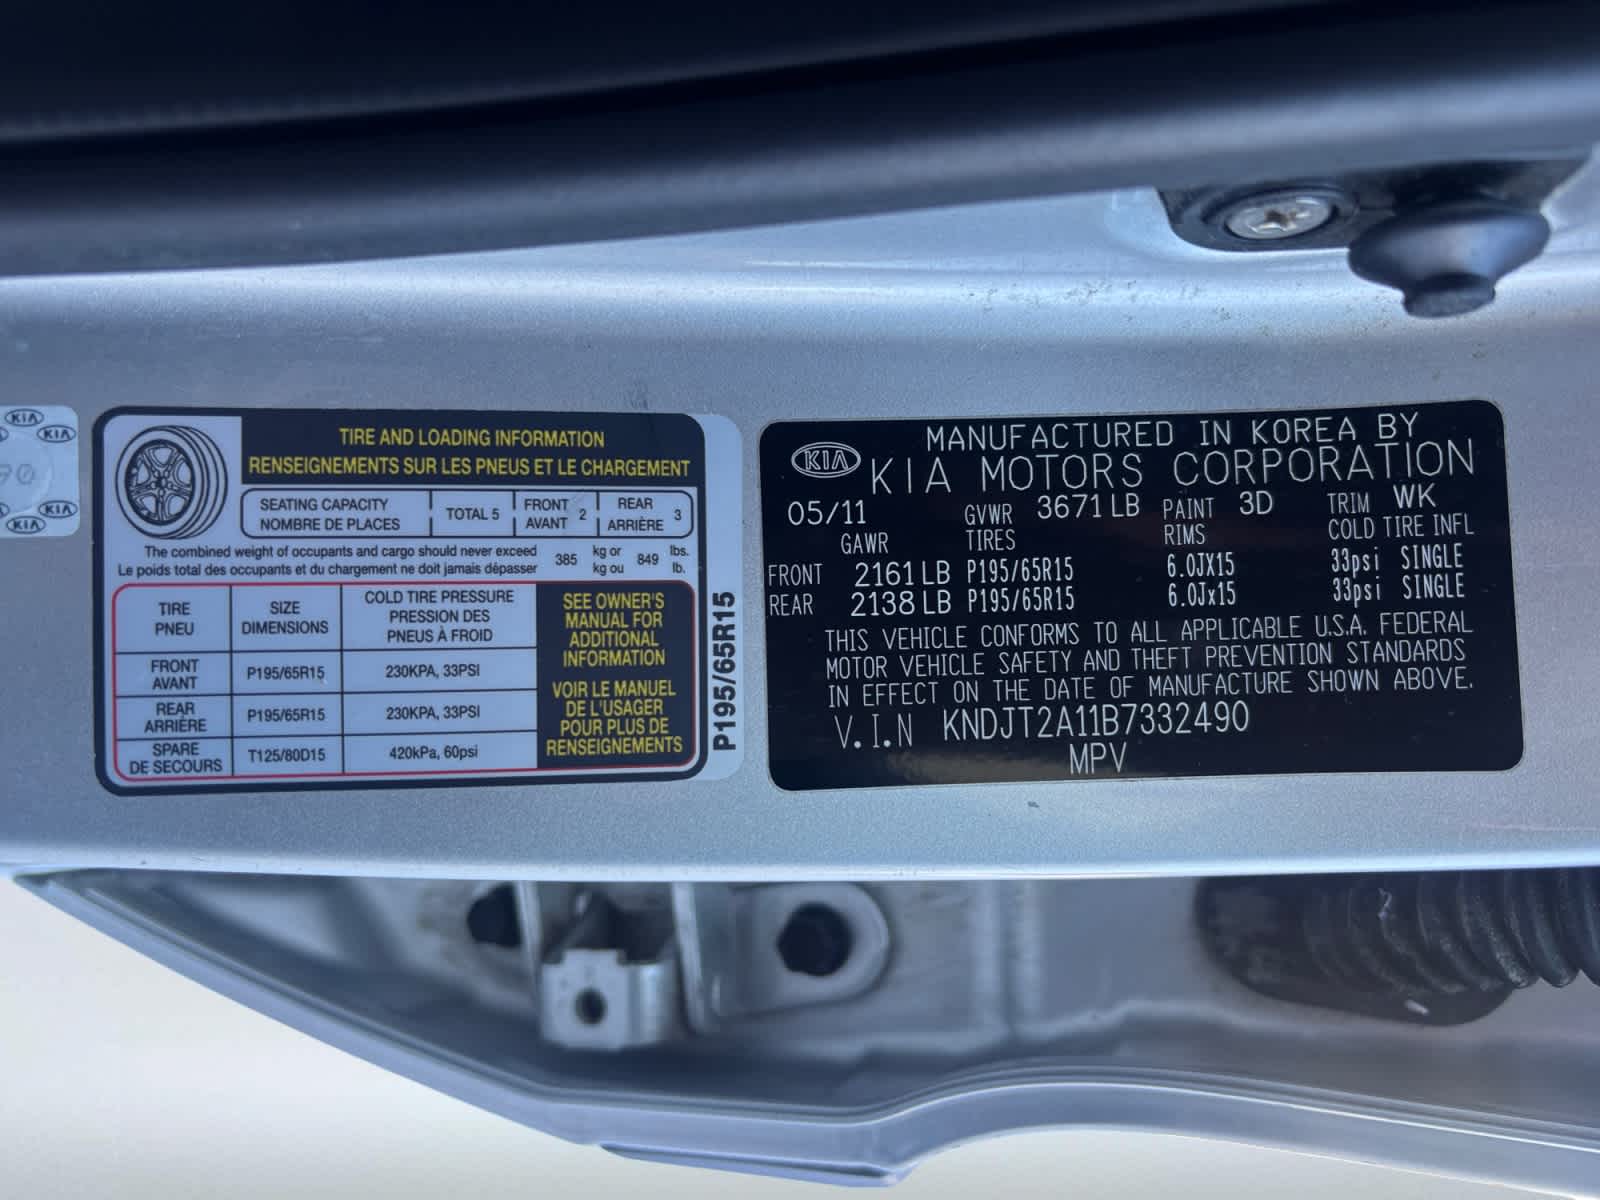 KIA
KIA
KIA
KIA
TIRE AND LOADING INFORMATION
RENSEIGNEMENTS SUR LES PNEUS ET LE CHARGEMENT
SEATING CAPACITY
NOMBRE DE PLACES
TOTAL 5
FRONT
AVANT 2
REAR
ARRIÈRE 3
The combined weight of occupants and cargo should never exceed
Le poids total des occupants et du chargement ne doit jamais dépasser
385
kg or
kg ou
849
lbs.
lb.
TIRE
PNEU
SIZE
DIMENSIONS
COLD TIRE PRESSURE
PRESSION DES
PNEUS À FROID
FRONT
AVANT
P195/65R15
230KPA, 33PSI
REAR
ARRIÈRE
P195/65R15
230KPA, 33PSI
SPARE
DE SECOURS
T125/80D15
420kPa, 60psi
SEE OWNER'S
MANUAL FOR
ADDITIONAL
INFORMATION
VOIR LE MANUEL
DE L'USAGER
POUR PLUS DE
RENSEIGNEMENTS
P195/65R15
KIA
MANUFACTURED IN KOREA BY
KIA MOTORS CORPORATION
05/11 GVWR 3671 LB PAINT 3D TRIM WK
GAWR TIRES RIMS COLD TIRE INFL
FRONT 2161 LB P195/65R15 6.0JX15 33psi SINGLE
REAR 2138 LB P195/65R15 6.0Jx15 33psi SINGLE
THIS VEHICLE CONFORMS TO ALL APPLICABLE U.S.A. FEDERAL
MOTOR VEHICLE SAFETY AND THEFT PREVENTION STANDARDS
IN EFFECT ON THE DATE OF MANUFACTURE SHOWN ABOVE.
V.I.N KNDJT2A11B7332490
MPV